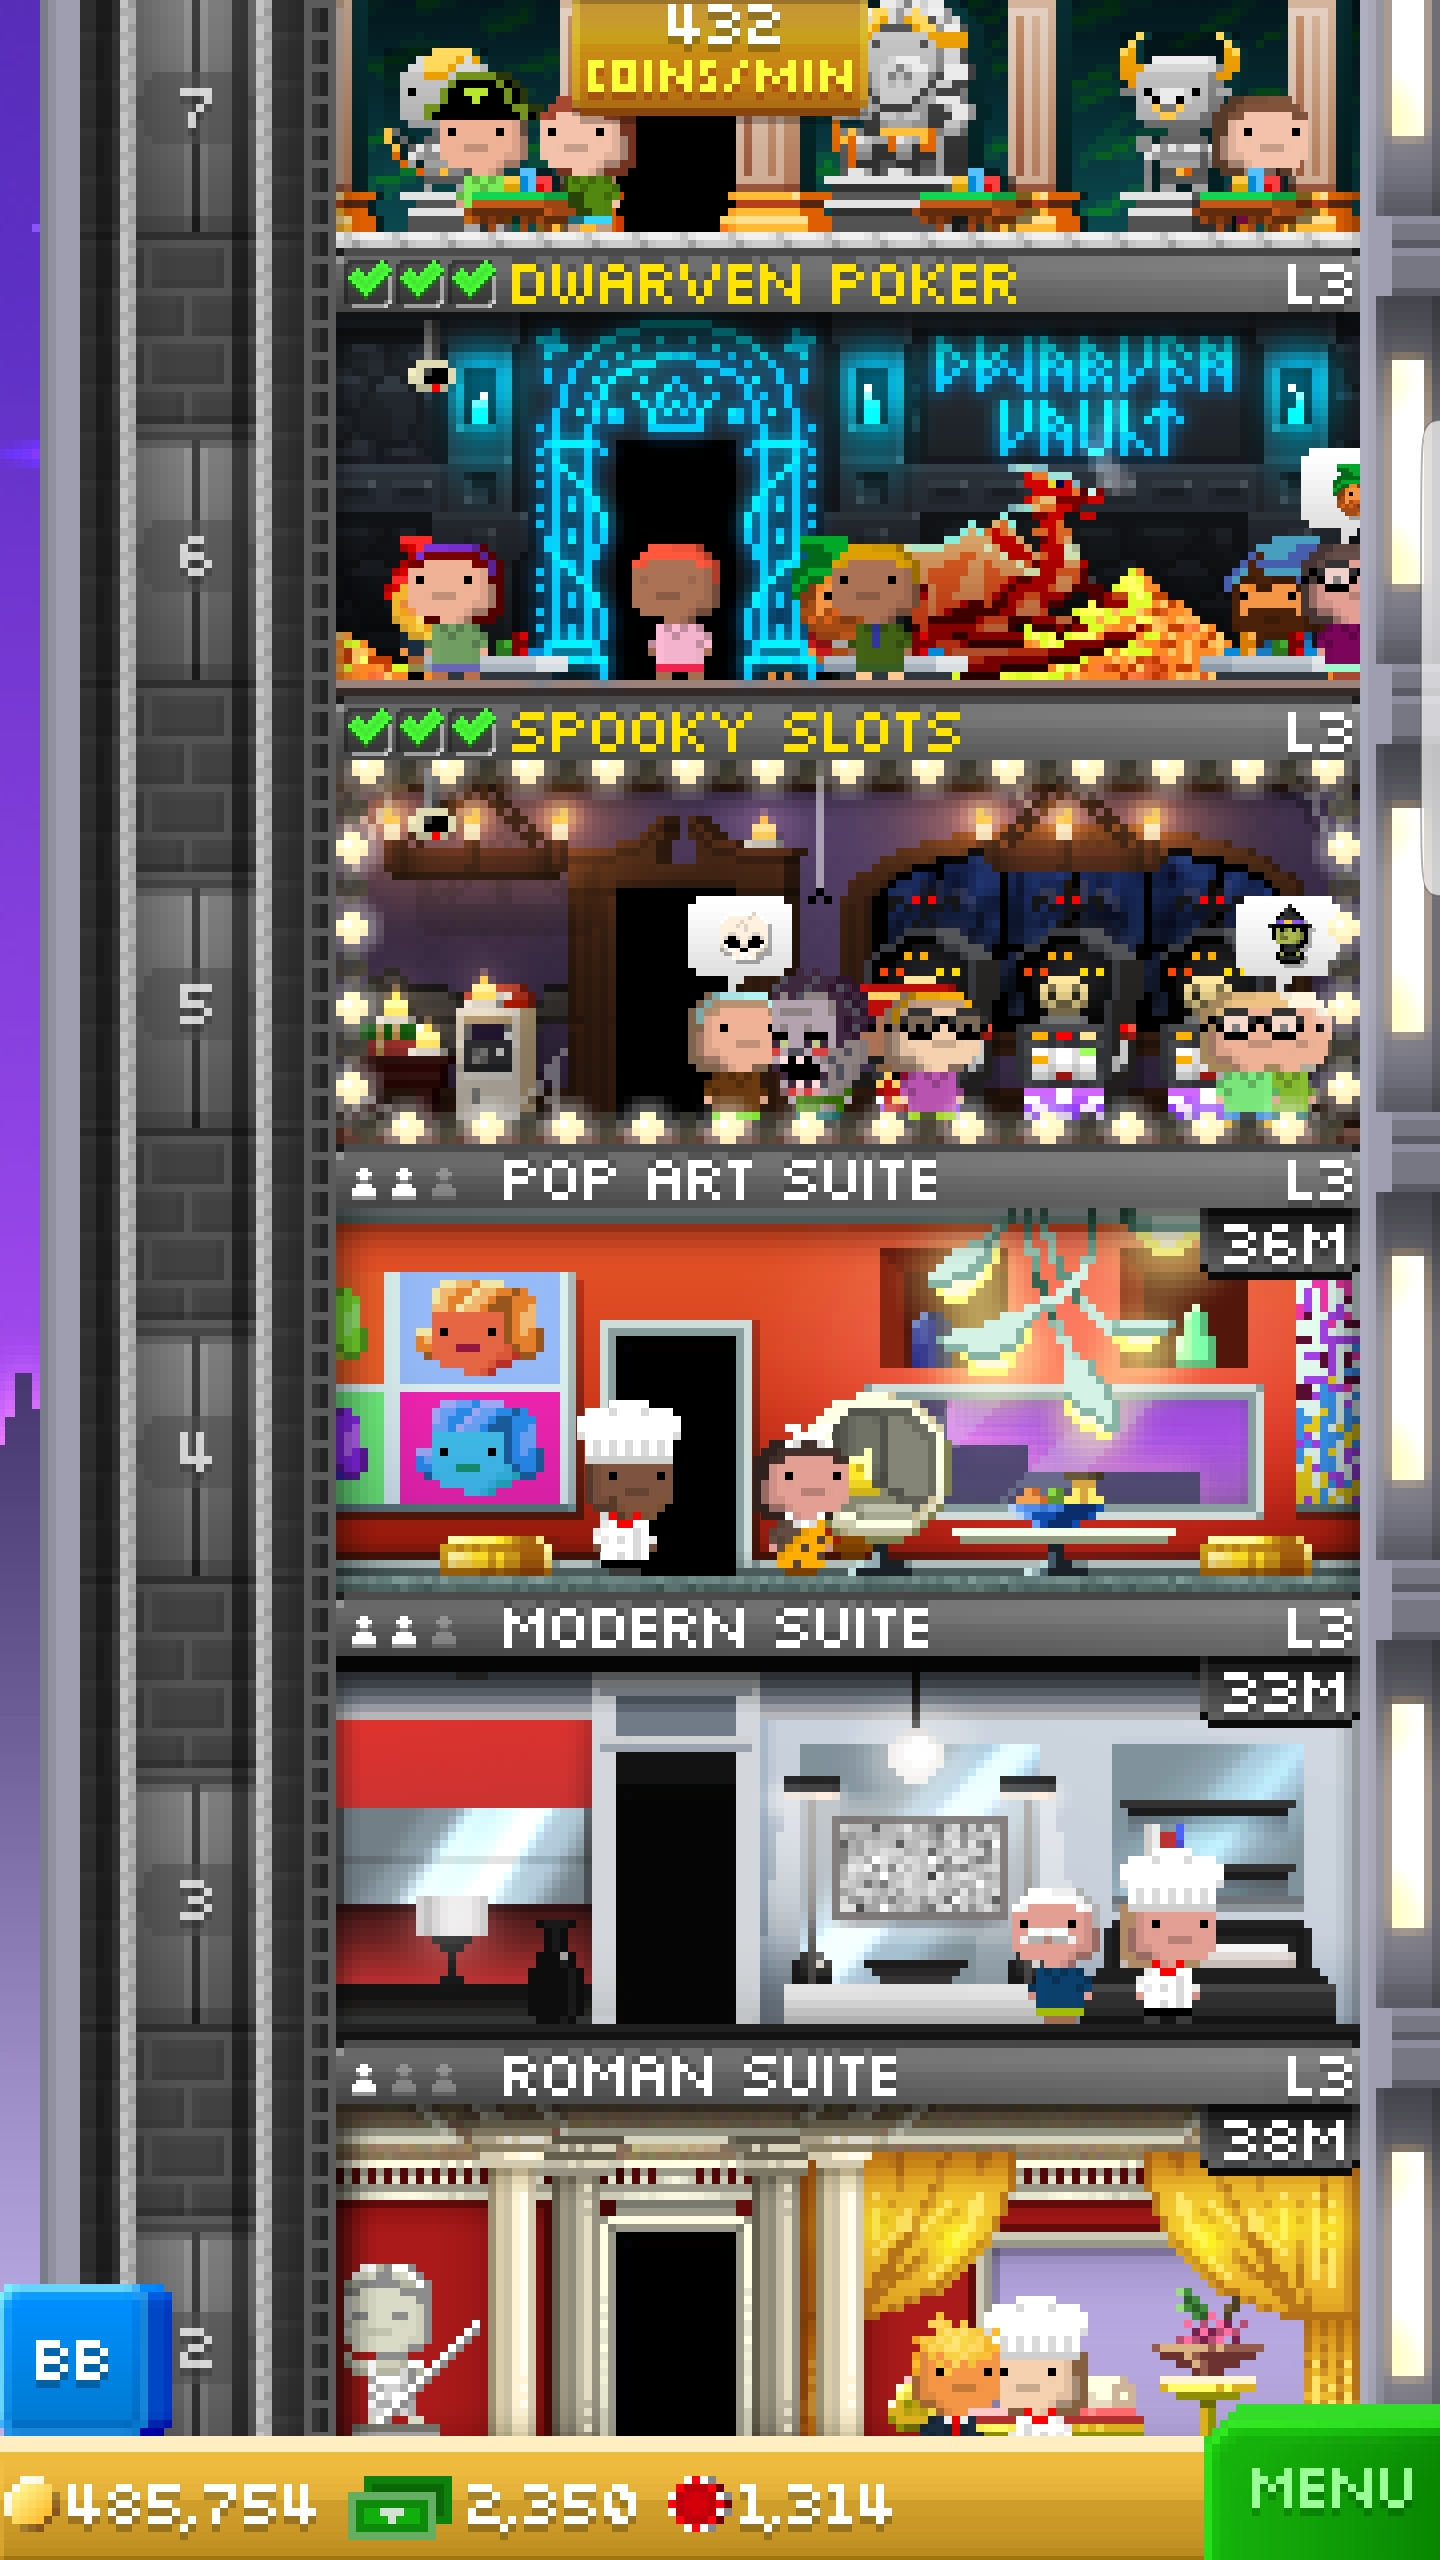 432
COINS/MIN
7
DWARVEN POKER L3
DWARVEN
VAULT
6
SPOOKY SLOTS L3
5
POP ART SUITE L3
36M
4
MODERN SUITE L3
33M
3
ROMAN SUITE L3
38M
BB
2
485,754 2,350 1,314
MENU